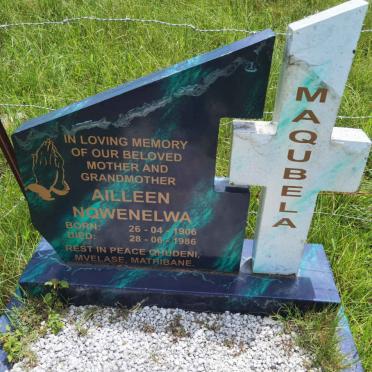 IN LOVING MEMORY
OF OUR BELOVED
MOTHER AND
GRANDMOTHER
AILLEEN
NQWENELWA
BORN: 26 - 04 - 1906
DIED: 28 - 06 - 1986
REST IN PEACE QHUDENI,
MVELASE, MATHIBANE.
MAQUBELA